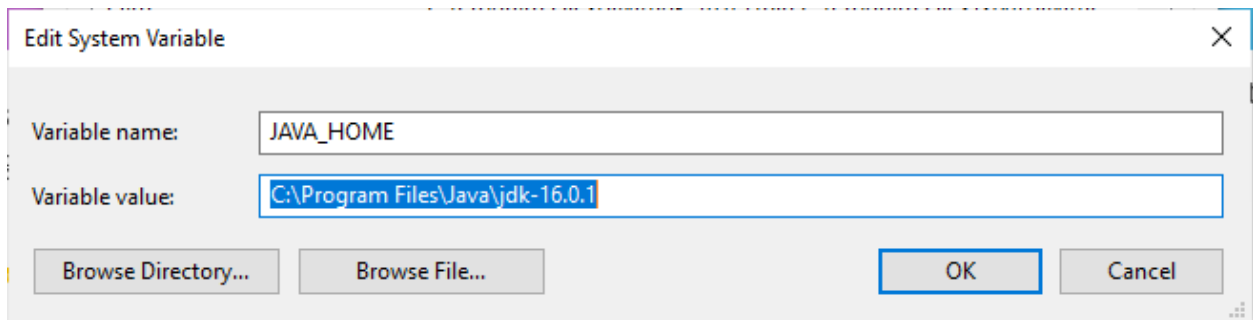 Edit System Variable
Variable name:
JAVA_HOME
Variable value:
C:\Program Files\Java\jdk-16.0.1
Browse Directory...
Browse File...
OK
Cancel